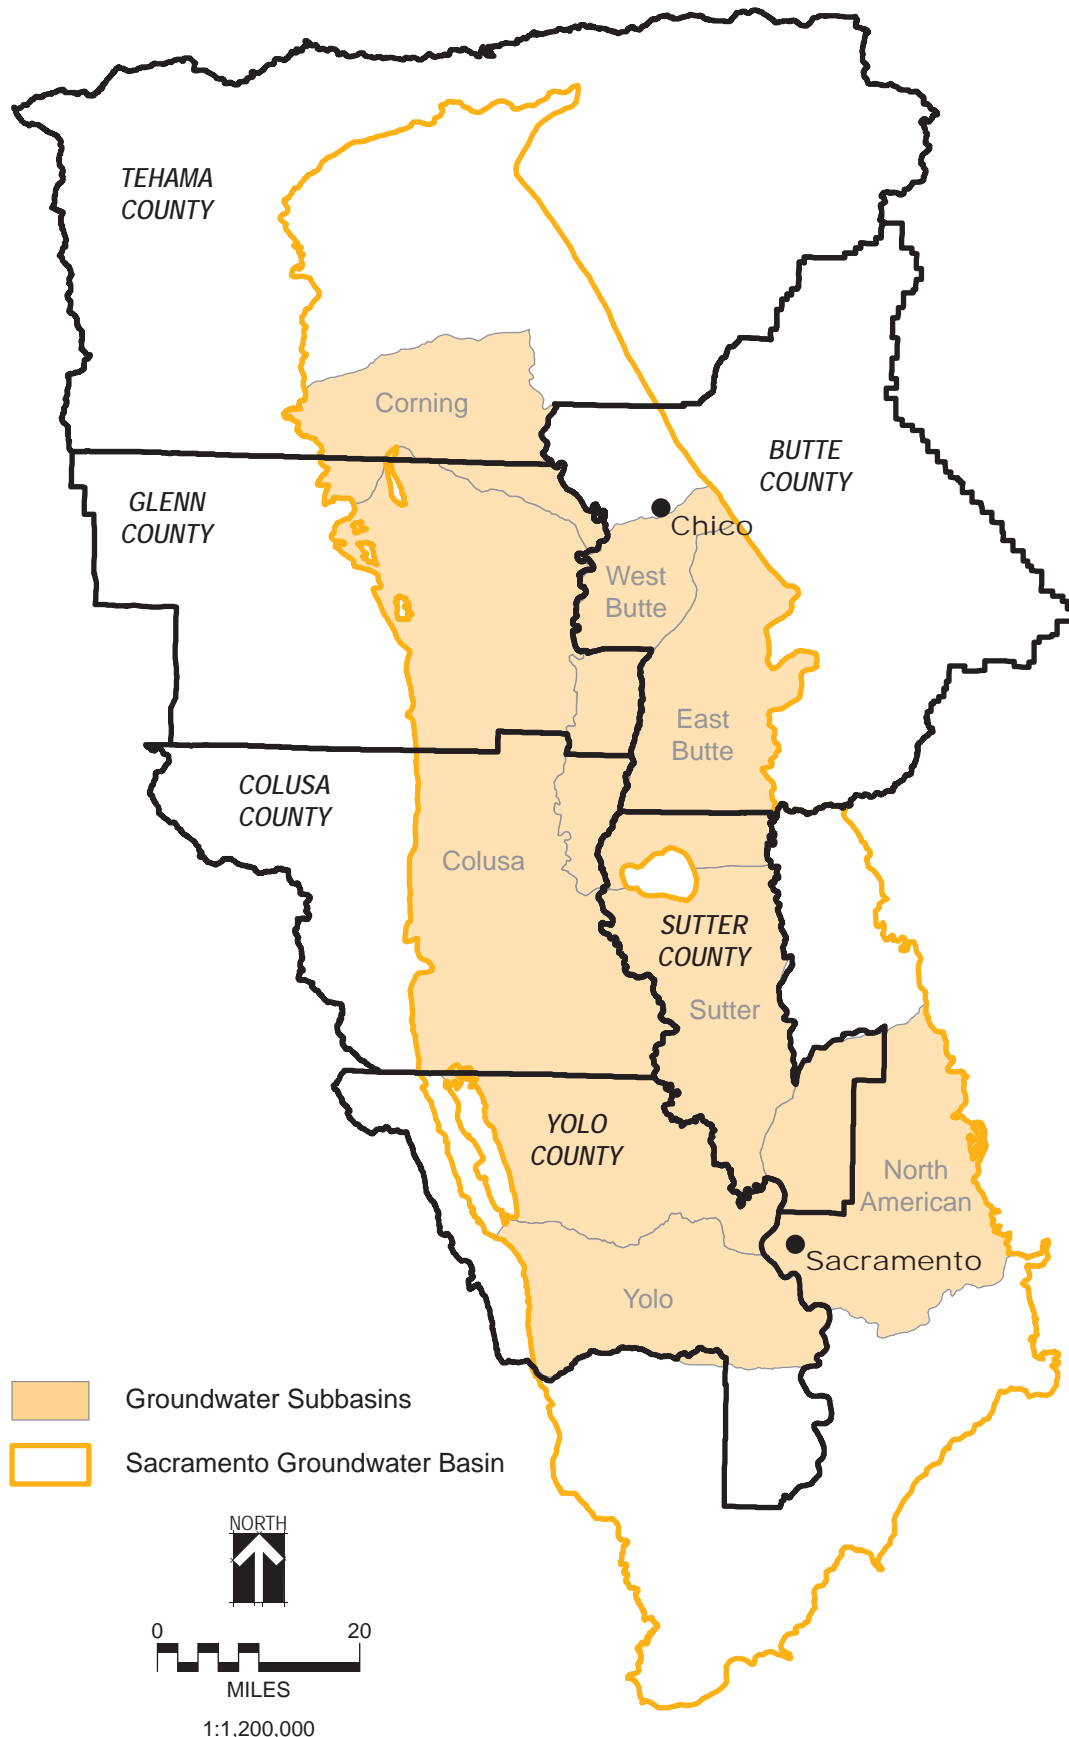 TEHAMA
COUNTY
Corning
BUTTE
COUNTY
GLENN
COUNTY
Chico
West
Butte
East
Butte
COLUSA
COUNTY
Colusa
SUTTER
COUNTY
Sutter
YOLO
COUNTY
North
American
Sacramento
Yolo
Groundwater Subbasins
Sacramento Groundwater Basin
NORTH
0 20
MILES
1:1,200,000